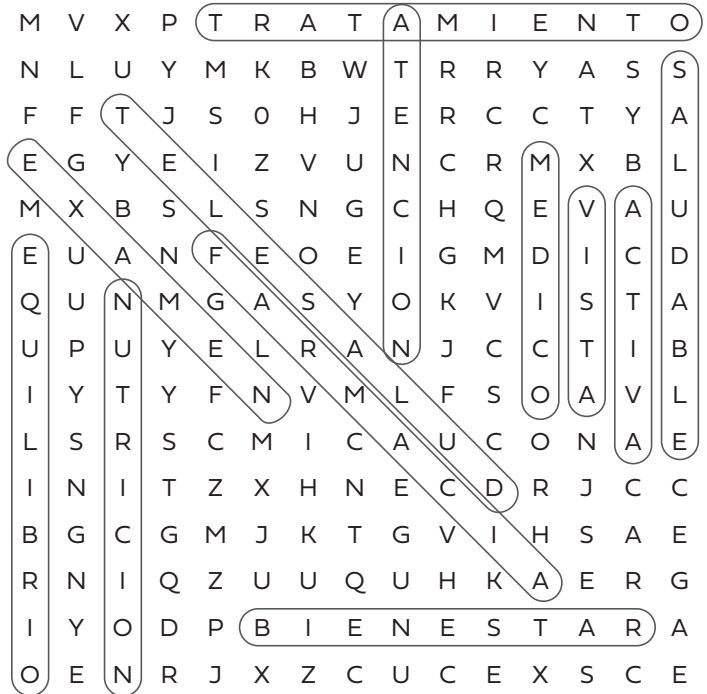 M V X P T R A T A M I E N T O
N L U Y M K B W T R R Y A S S
F F T J S 0 H J E R C C T Y A
E G Y E I Z V U N C R M X B L
M X B S L S N G C H Q E V A U
E U A N F E O E I G M D I C D
Q U N M G A S Y O K V I S T A
U P U Y E L R A N J C C T I B
I Y T Y F N V M L F S O A V L
L S R S C M I C A U C O N A E
I N I T Z X H N E C D R J C C
B G C G M J K T G V I H S A E
R N I Q Z U U Q U H K A E R G
I Y O D P B I E N E S T A R A
O E N R J X Z C U C E X S C E